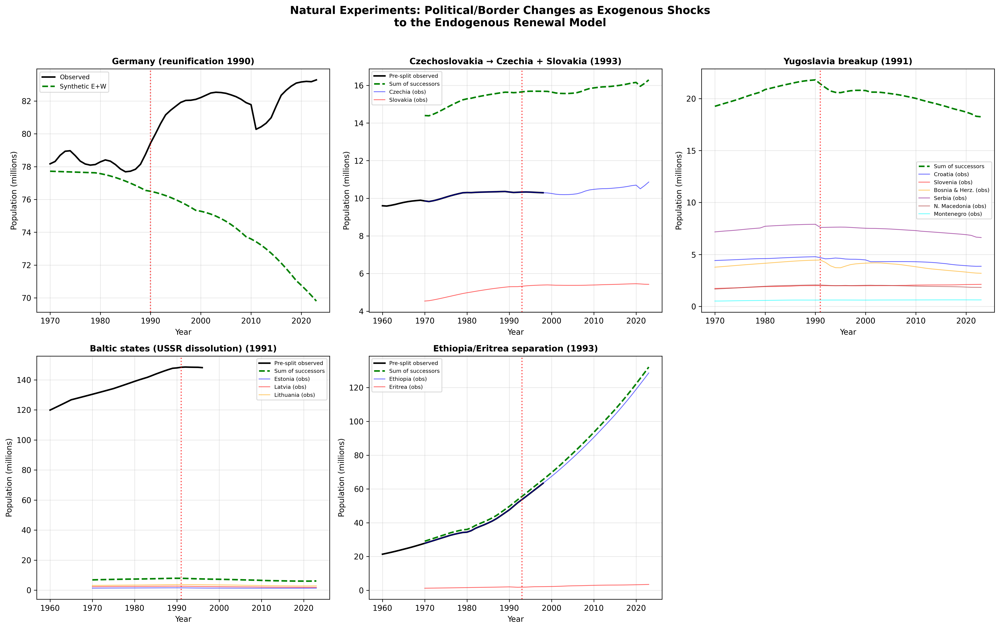 Natural Experiments: Political/Border Changes as Exogenous Shocks
to the Endogenous Renewal Model
Germany (reunification 1990)
Observed
Synthetic E+W
Population (millions)
82
80
78
76
74
72
70
1970
1980
1990
2000
2010
2020
Year
Czechoslovakia → Czechia + Slovakia (1993)
Pre-split observed
Sum of successors
Czechia (obs)
Slovakia (obs)
Population (millions)
16
14
12
10
8
6
4
1960
1970
1980
1990
2000
2010
2020
Year
Yugoslavia breakup (1991)
Sum of successors
Croatia (obs)
Slovenia (obs)
Bosnia & Herz. (obs)
Serbia (obs)
N. Macedonia (obs)
Montenegro (obs)
Population (millions)
20
15
10
5
0
1970
1980
1990
2000
2010
2020
Year
Baltic states (USSR dissolution) (1991)
Pre-split observed
Sum of successors
Estonia (obs)
Latvia (obs)
Lithuania (obs)
Population (millions)
140
120
100
80
60
40
20
0
1960
1970
1980
1990
2000
2010
2020
Year
Ethiopia/Eritrea separation (1993)
Pre-split observed
Sum of successors
Ethiopia (obs)
Eritrea (obs)
Population (millions)
120
100
80
60
40
20
0
1960
1970
1980
1990
2000
2010
2020
Year